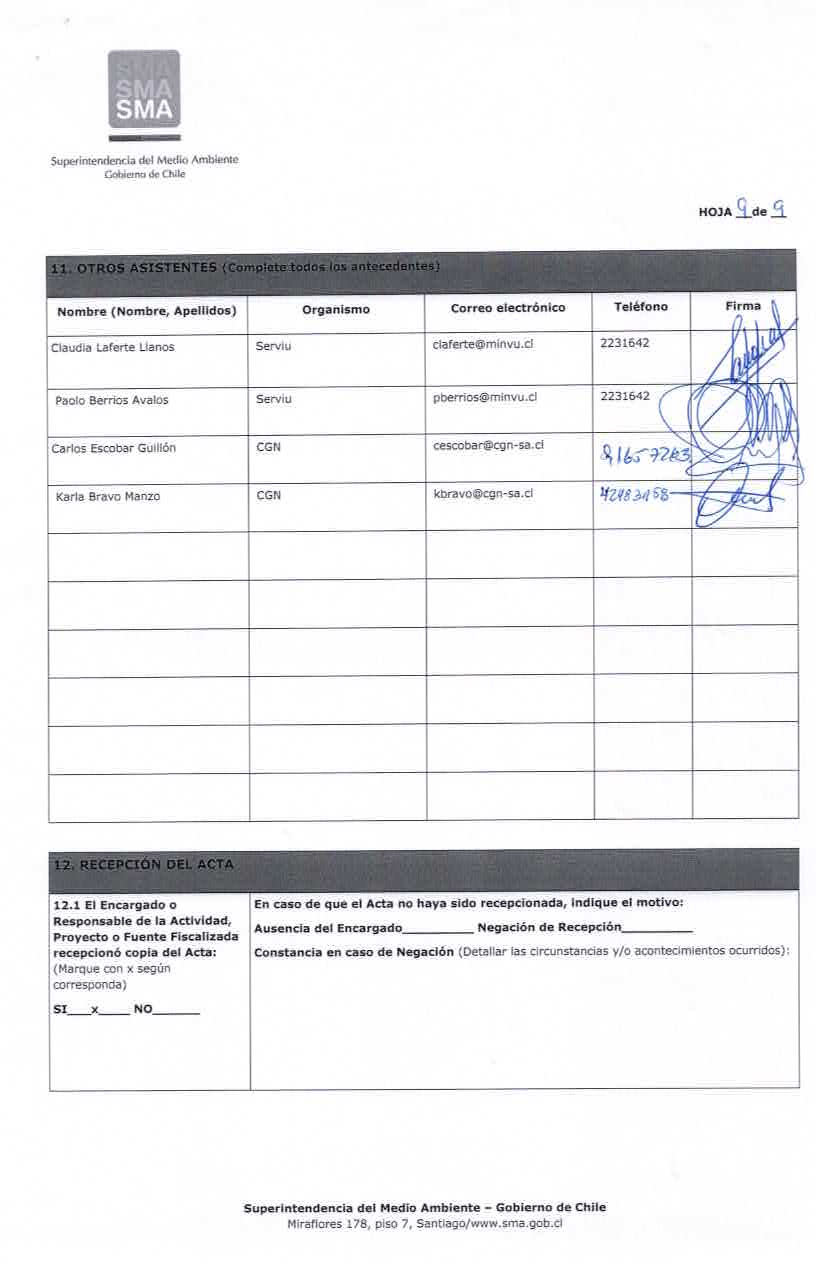 SMA
SMA
SMA
Superintendencia del Medio Ambiente
Gobierno de Chile
HOJA 9 de 9
11. OTROS ASISTENTES (Complete todos los antecedentes)
Nombre (Nombre, Apellidos) Organismo Correo electrónico Teléfono Firma
Claudia Laferte Llanos Serviu claferte@minvu.cl 2231642
Paolo Berrios Avalos Serviu pberrios@minvu.cl 2231642
Carlos Escobar Guillón CGN cescobar@cgn-sa.cl
Karla Bravo Manzo CGN kbravo@cgn-sa.cl
12. RECEPCIÓN DEL ACTA
12.1 El Encargado o
Responsable de la Actividad,
Proyecto o Fuente Fiscalizada
recepcionó copia del Acta:
(Marque con x según
corresponda)
SI___x____ NO______
En caso de que el Acta no haya sido recepcionada, indique el motivo:
Ausencia del Encargado_________ Negación de Recepción_________
Constancia en caso de Negación (Detallar las circunstancias y/o acontecimientos ocurridos):
Superintendencia del Medio Ambiente – Gobierno de Chile
Miraflores 178, piso 7, Santiago/www.sma.gob.cl